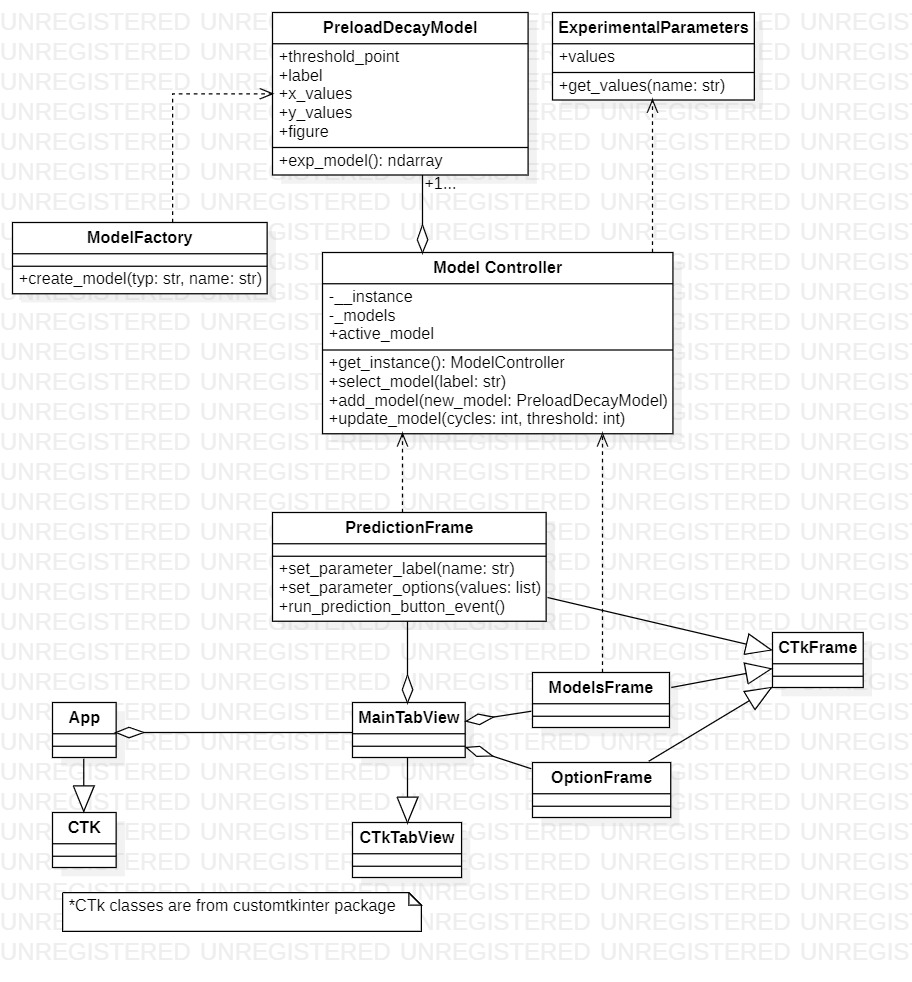 PreloadDecayModel
+threshold_point
+label
+x_values
+y_values
+figure
+exp_model(): ndarray
ExperimentalParameters
+values
+get_values(name: str)
+1...
ModelFactory
+create_model(typ: str, name: str)
Model Controller
-__instance
-_models
+active_model
+get_instance(): ModelController
+select_model(label: str)
+add_model(new_model: PreloadDecayModel)
+update_model(cycles: int, threshold: int)
PredictionFrame
+set_parameter_label(name: str)
+set_parameter_options(values: list)
+run_prediction_button_event()
CTkFrame
ModelsFrame
App
MainTabView
OptionFrame
CTK
CTkTabView
*CTk classes are from customtkinter package
UNREGISTERED